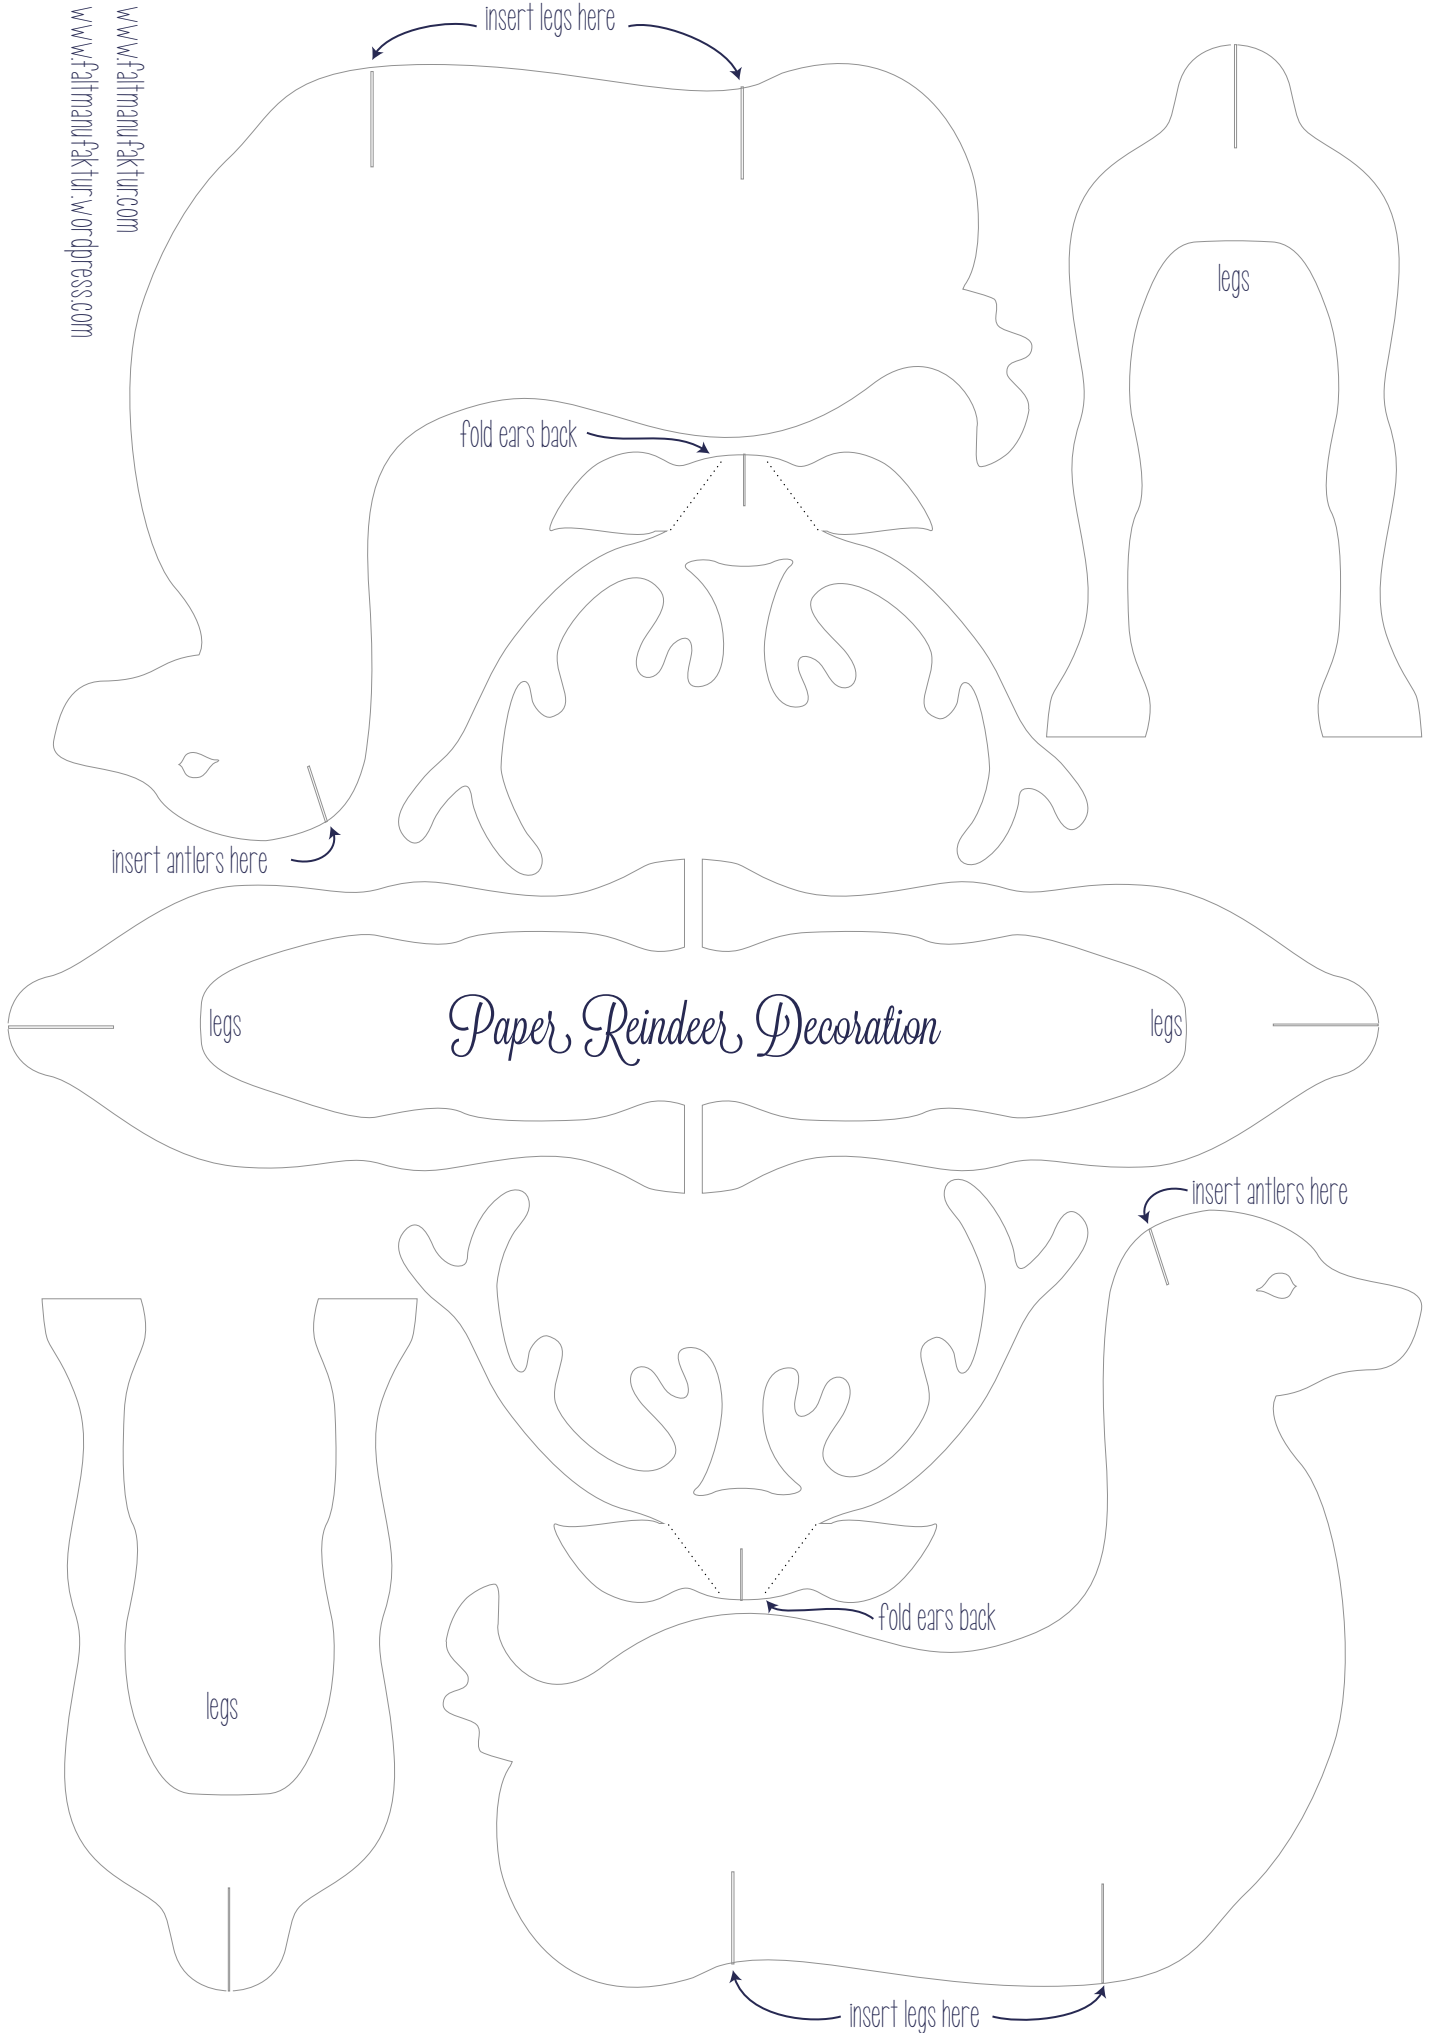 insert legs here
www.faltmanufaktur.com
www.faltmanufaktur.wordpress.com
legs
fold ears back
insert antlers here
legs
Paper Reindeer Decoration
legs
insert antlers here
fold ears back
legs
insert legs here